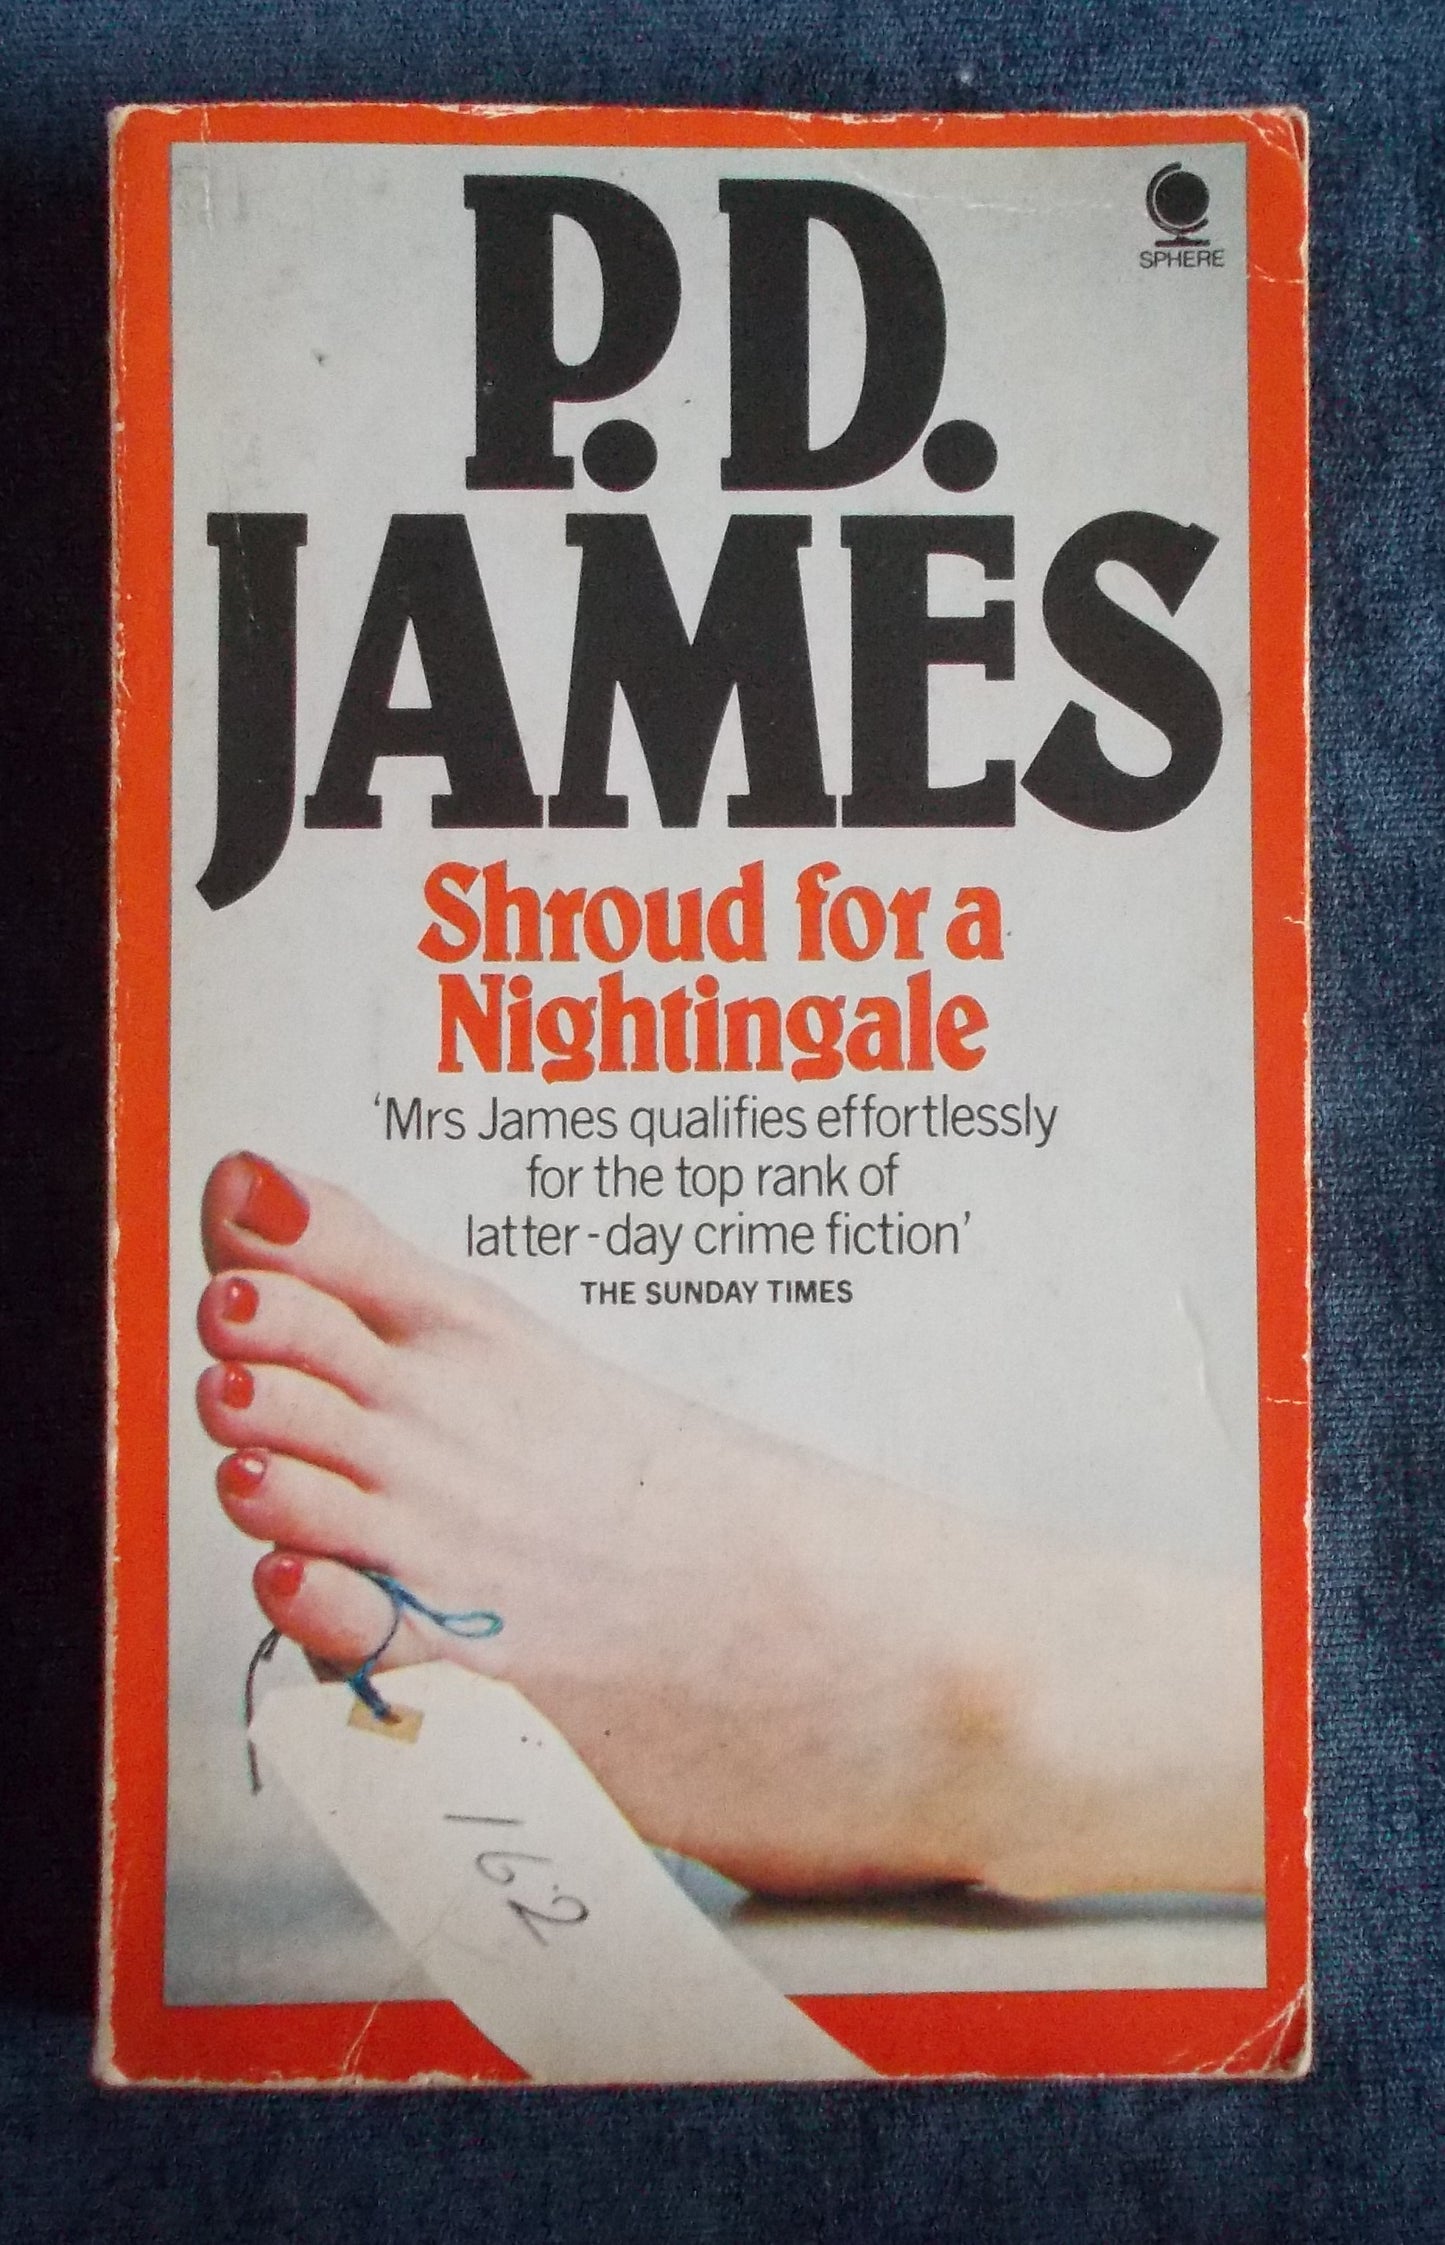 SPHERE
P.D.
JAMES
Shroud for a
Nightingale
‘Mrs James qualifies effortlessly
for the top rank of
latter-day crime fiction’
THE SUNDAY TIMES
162